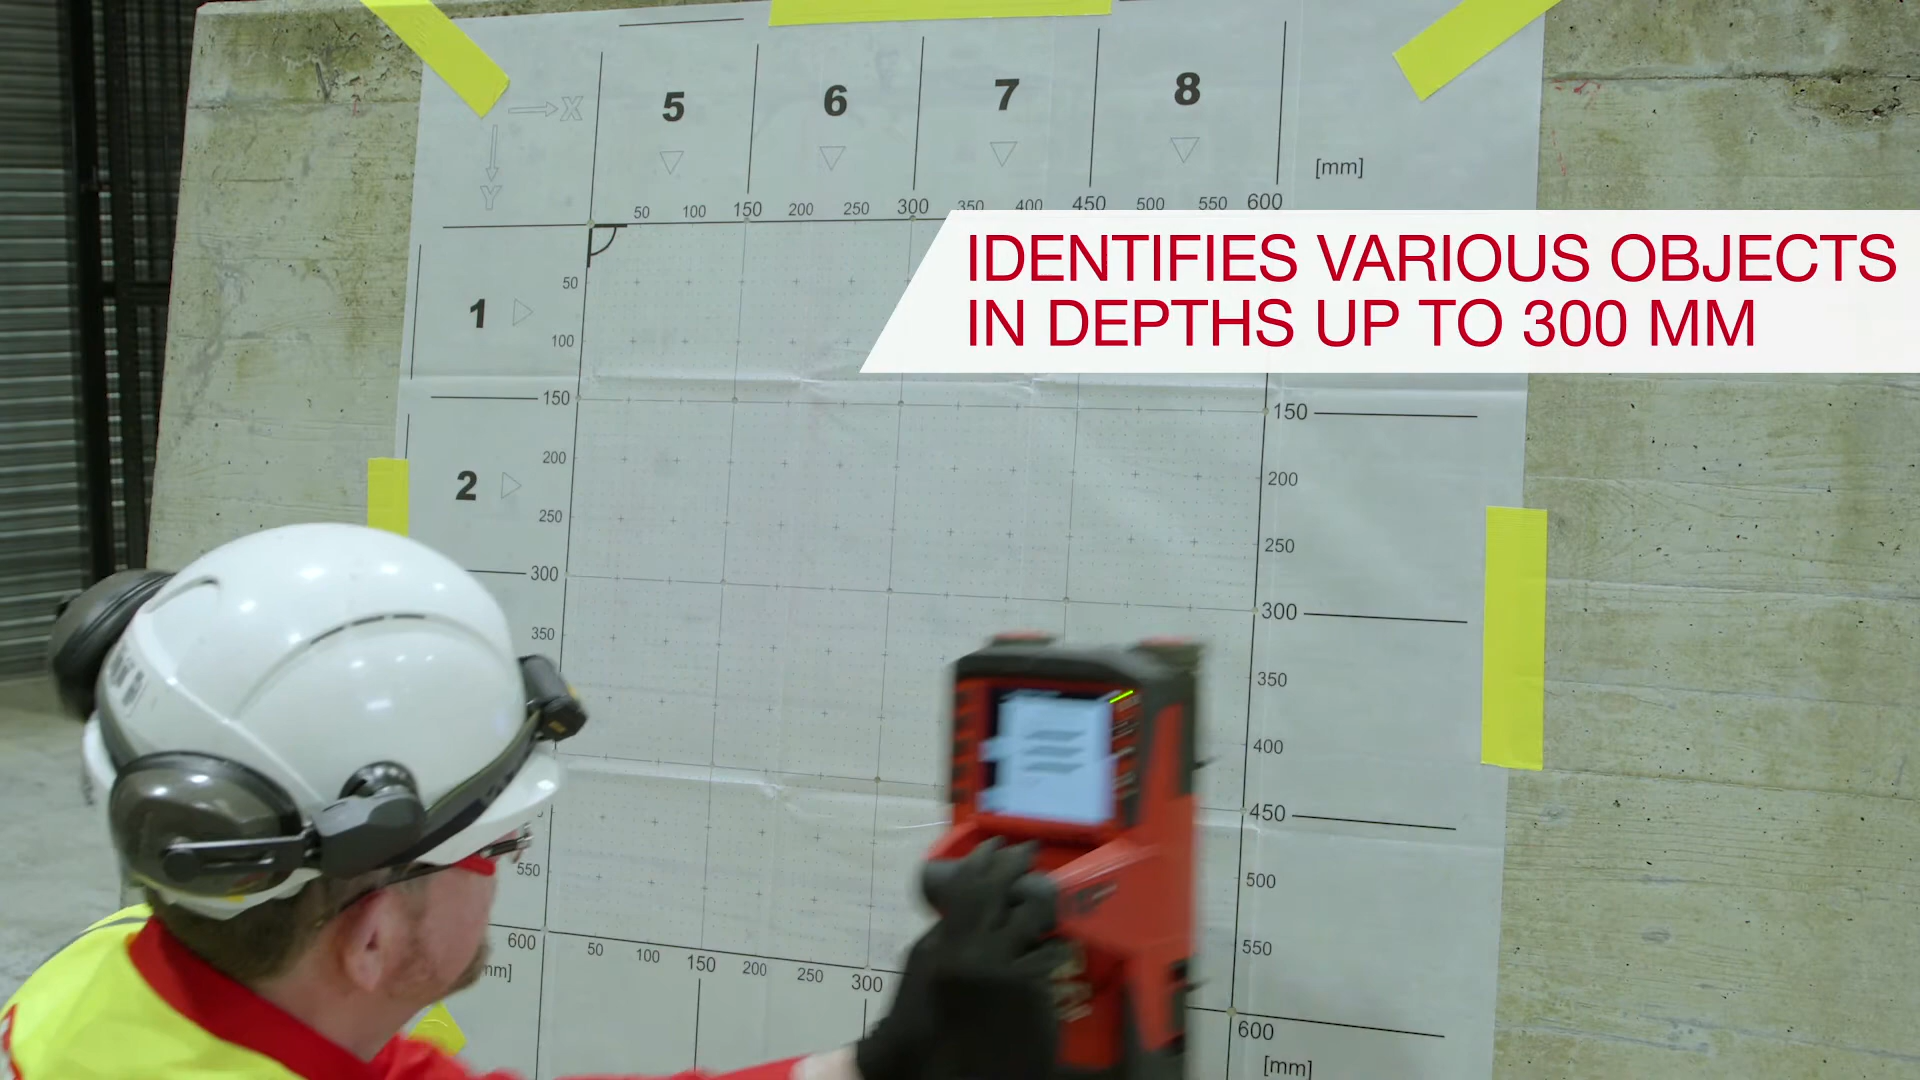 X
5 6 7 8
Y
[mm]
50 100 150 200 250 300 350 400 450 500 550 600
IDENTIFIES VARIOUS OBJECTS
IN DEPTHS UP TO 300 MM
50
1
100
150
150
200
200
2
250
250
300
300
350
350
400
450
550
500
600
550
50 100 150 200 250 300
mm]
600
[mm]